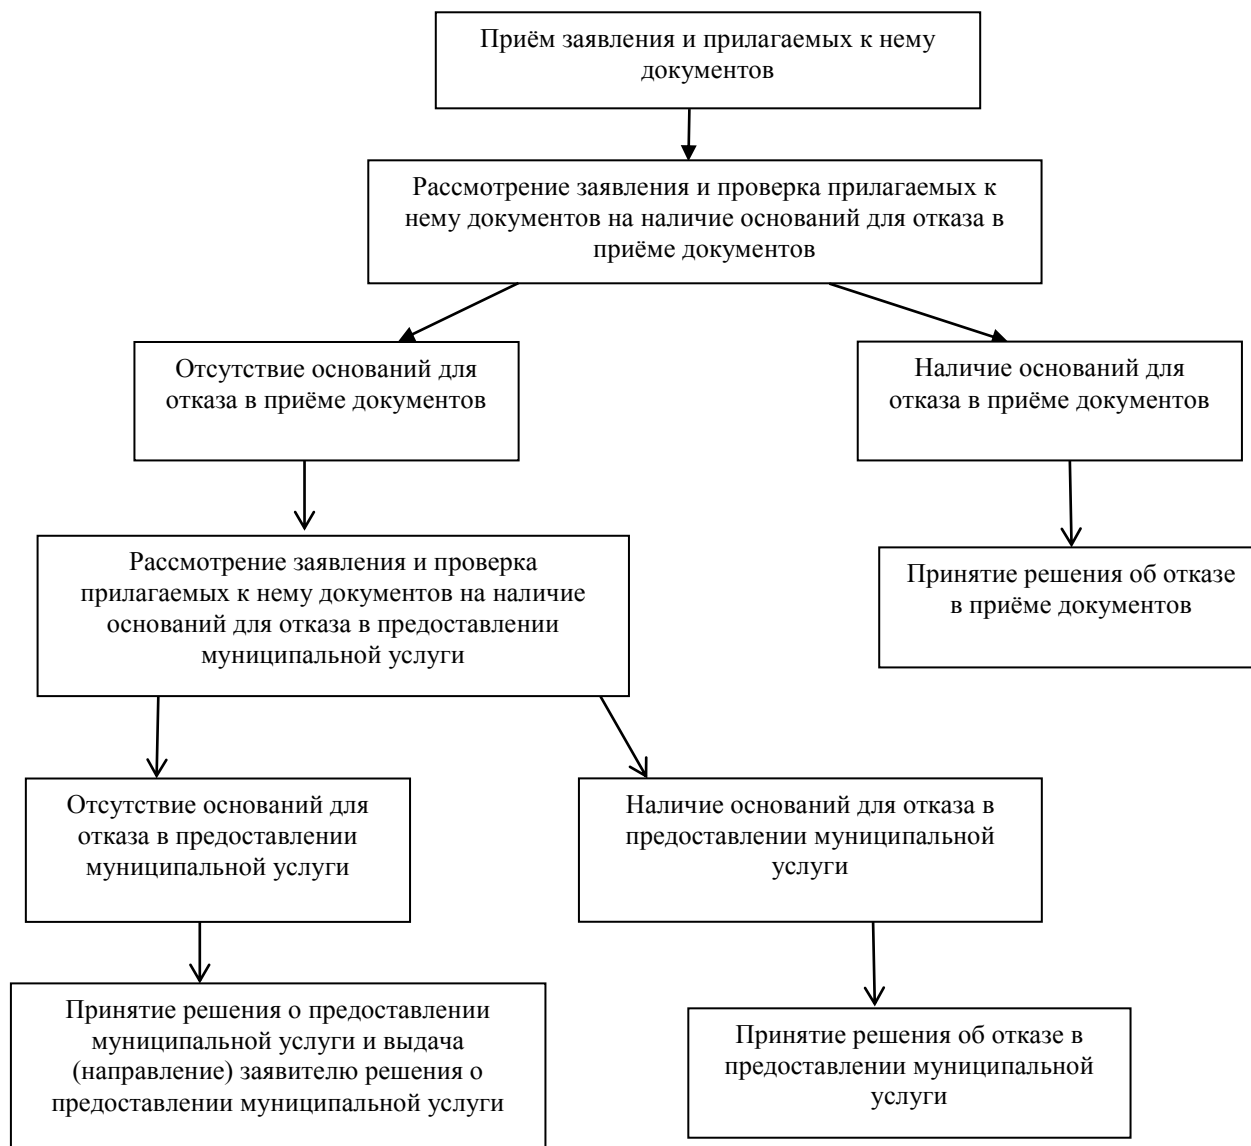 Приём заявления и прилагаемых к нему
документов
Рассмотрение заявления и проверка прилагаемых к
нему документов на наличие оснований для отказа в
приёме документов
Отсутствие оснований для
отказа в приёме документов
Наличие оснований для
отказа в приёме документов
Рассмотрение заявления и проверка
прилагаемых к нему документов на наличие
оснований для отказа в предоставлении
муниципальной услуги
Принятие решения об отказе
в приёме документов
Отсутствие оснований для
отказа в предоставлении
муниципальной услуги
Наличие оснований для отказа в
предоставлении муниципальной
услуги
Принятие решения о предоставлении
муниципальной услуги и выдача
(направление) заявителю решения о
предоставлении муниципальной услуги
Принятие решения об отказе в
предоставлении муниципальной
услуги